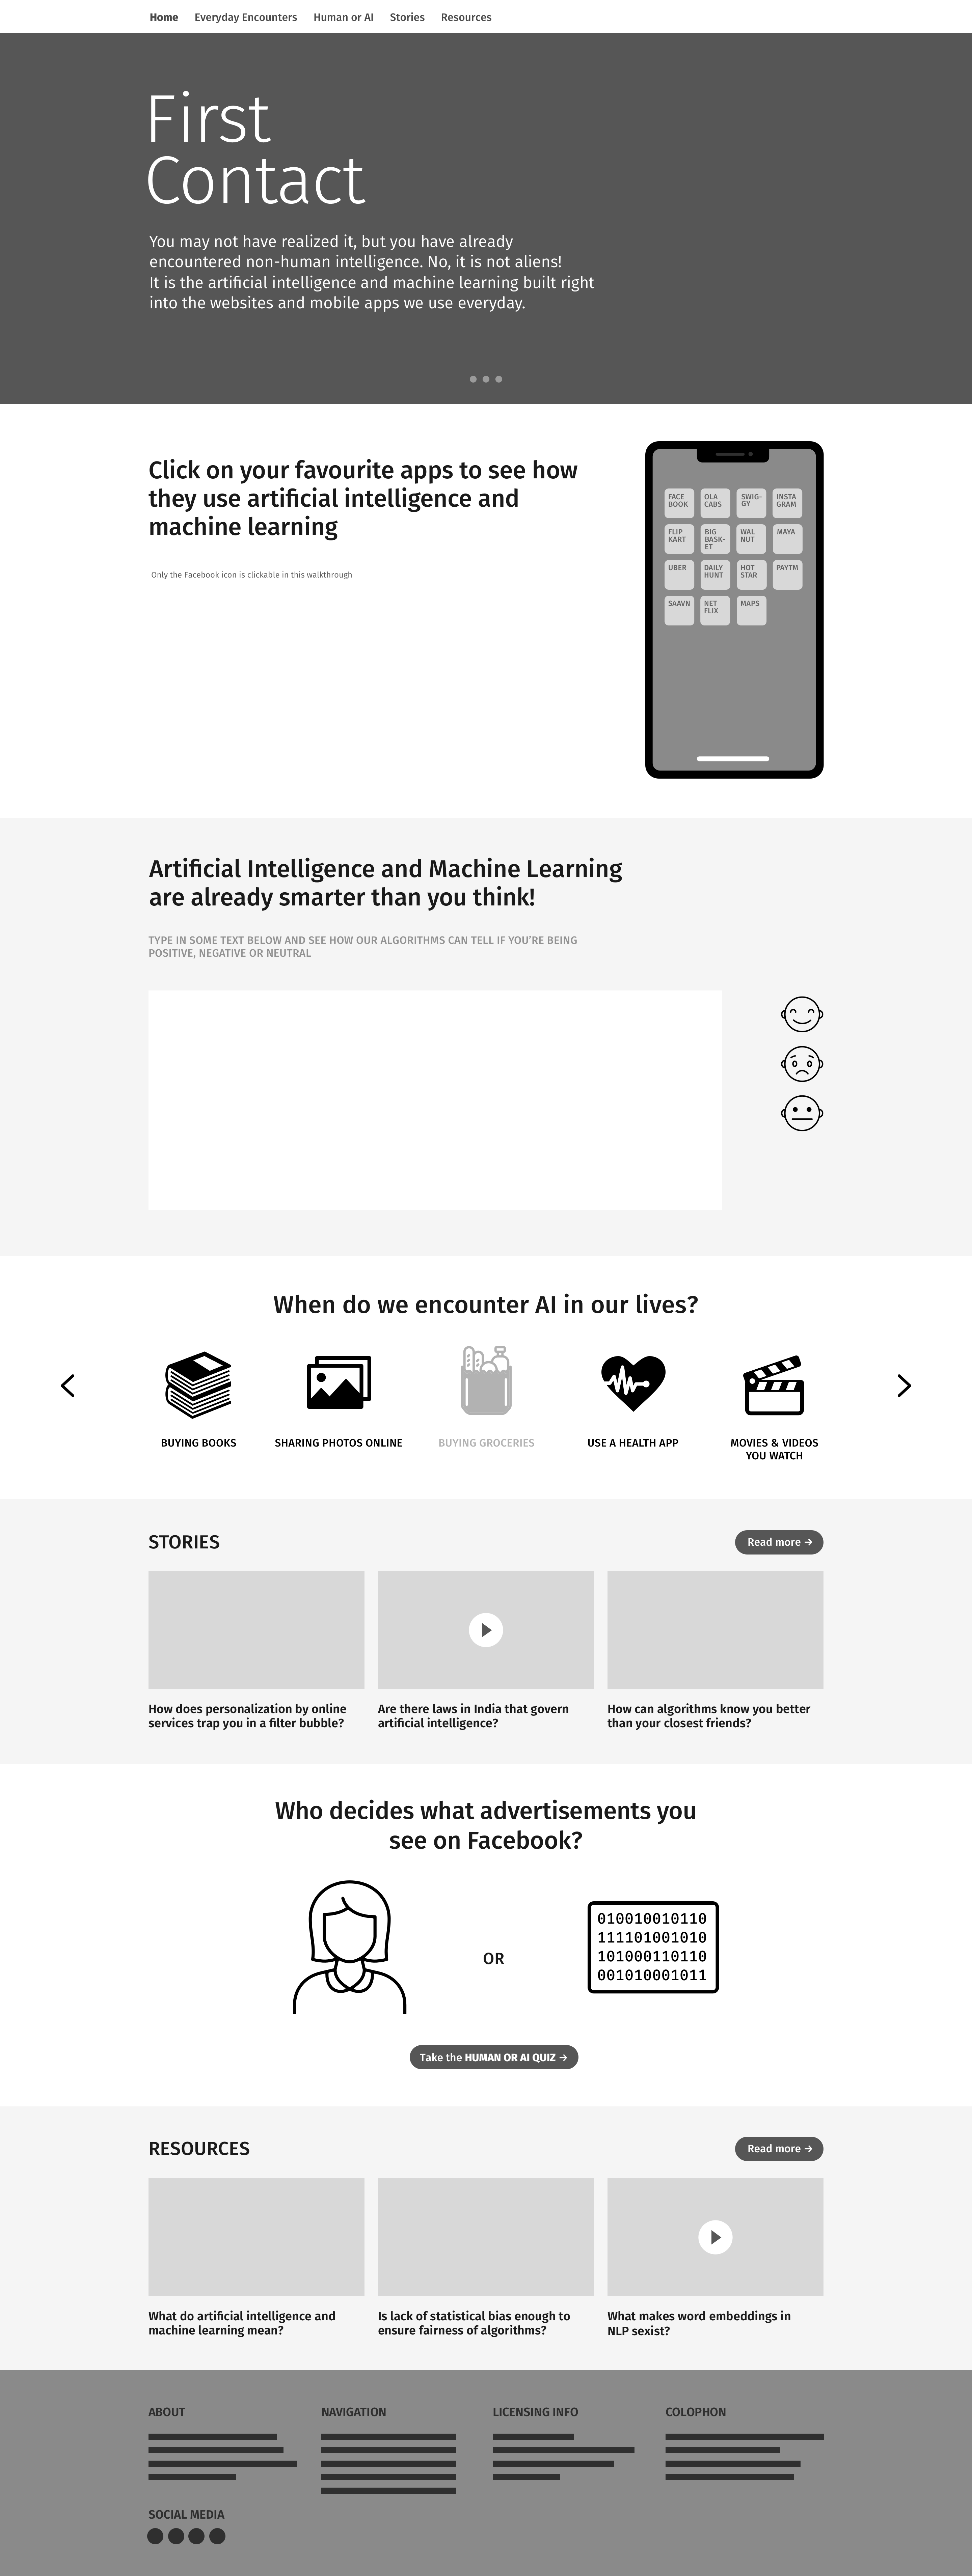 Home Everyday Encounters Human or AI Stories Resources
First
Contact
You may not have realized it, but you have already
encountered non-human intelligence. No, it is not aliens!
It is the artificial intelligence and machine learning built right
into the websites and mobile apps we use everyday.
Click on your favourite apps to see how
they use artificial intelligence and
machine learning
Only the Facebook icon is clickable in this walkthrough
FACE
BOOK
OLA
CABS
SWIG-
GY
INSTA
GRAM
FLIP
KART
BIG
BASK-
ET
WAL
NUT
MAYA
UBER
DAILY
HUNT
HOT
STAR
PAYTM
SAAVN
NET
FLIX
MAPS
Artificial Intelligence and Machine Learning
are already smarter than you think!
TYPE IN SOME TEXT BELOW AND SEE HOW OUR ALGORITHMS CAN TELL IF YOU’RE BEING
POSITIVE, NEGATIVE OR NEUTRAL
When do we encounter AI in our lives?
BUYING BOOKS
SHARING PHOTOS ONLINE
BUYING GROCERIES
USE A HEALTH APP
MOVIES & VIDEOS
YOU WATCH
STORIES
Read more →
How does personalization by online
services trap you in a filter bubble?
Are there laws in India that govern
artificial intelligence?
How can algorithms know you better
than your closest friends?
Who decides what advertisements you
see on Facebook?
OR
010010010110
111101001010
101000110110
001010001011
Take the HUMAN OR AI QUIZ →
RESOURCES
Read more →
What do artificial intelligence and
machine learning mean?
Is lack of statistical bias enough to
ensure fairness of algorithms?
What makes word embeddings in
NLP sexist?
ABOUT
NAVIGATION
LICENSING INFO
COLOPHON
SOCIAL MEDIA